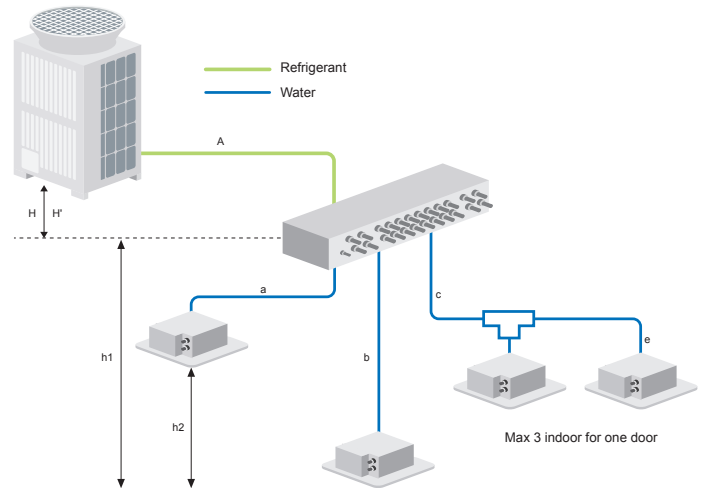 Refrigerant
Water
A
H H'
a
c
h1
b
e
h2
Max 3 indoor for one door